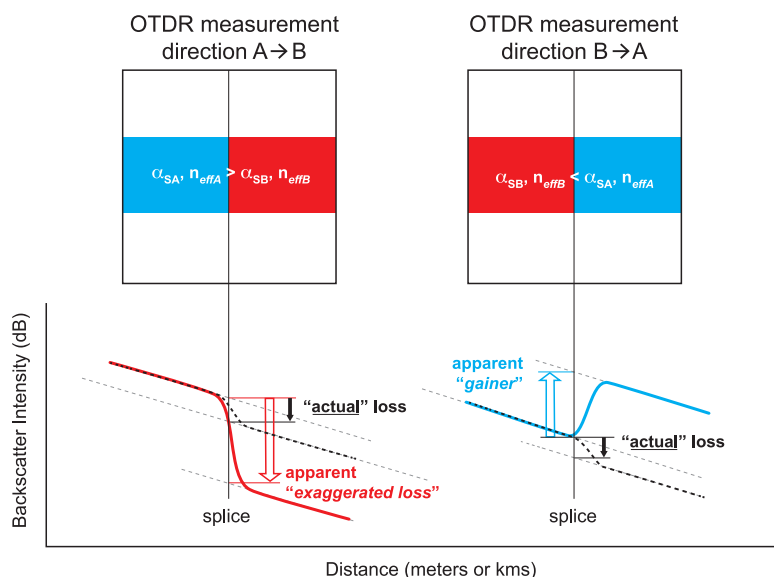 OTDR measurement
direction A→B
OTDR measurement
direction B→A
αSA, neffA > αSB, neffB
αSB, neffB < αSA, neffA
Backscatter Intensity (dB)
"actual" loss
apparent
"exaggerated loss"
splice
apparent
"gainer"
"actual" loss
splice
Distance (meters or kms)